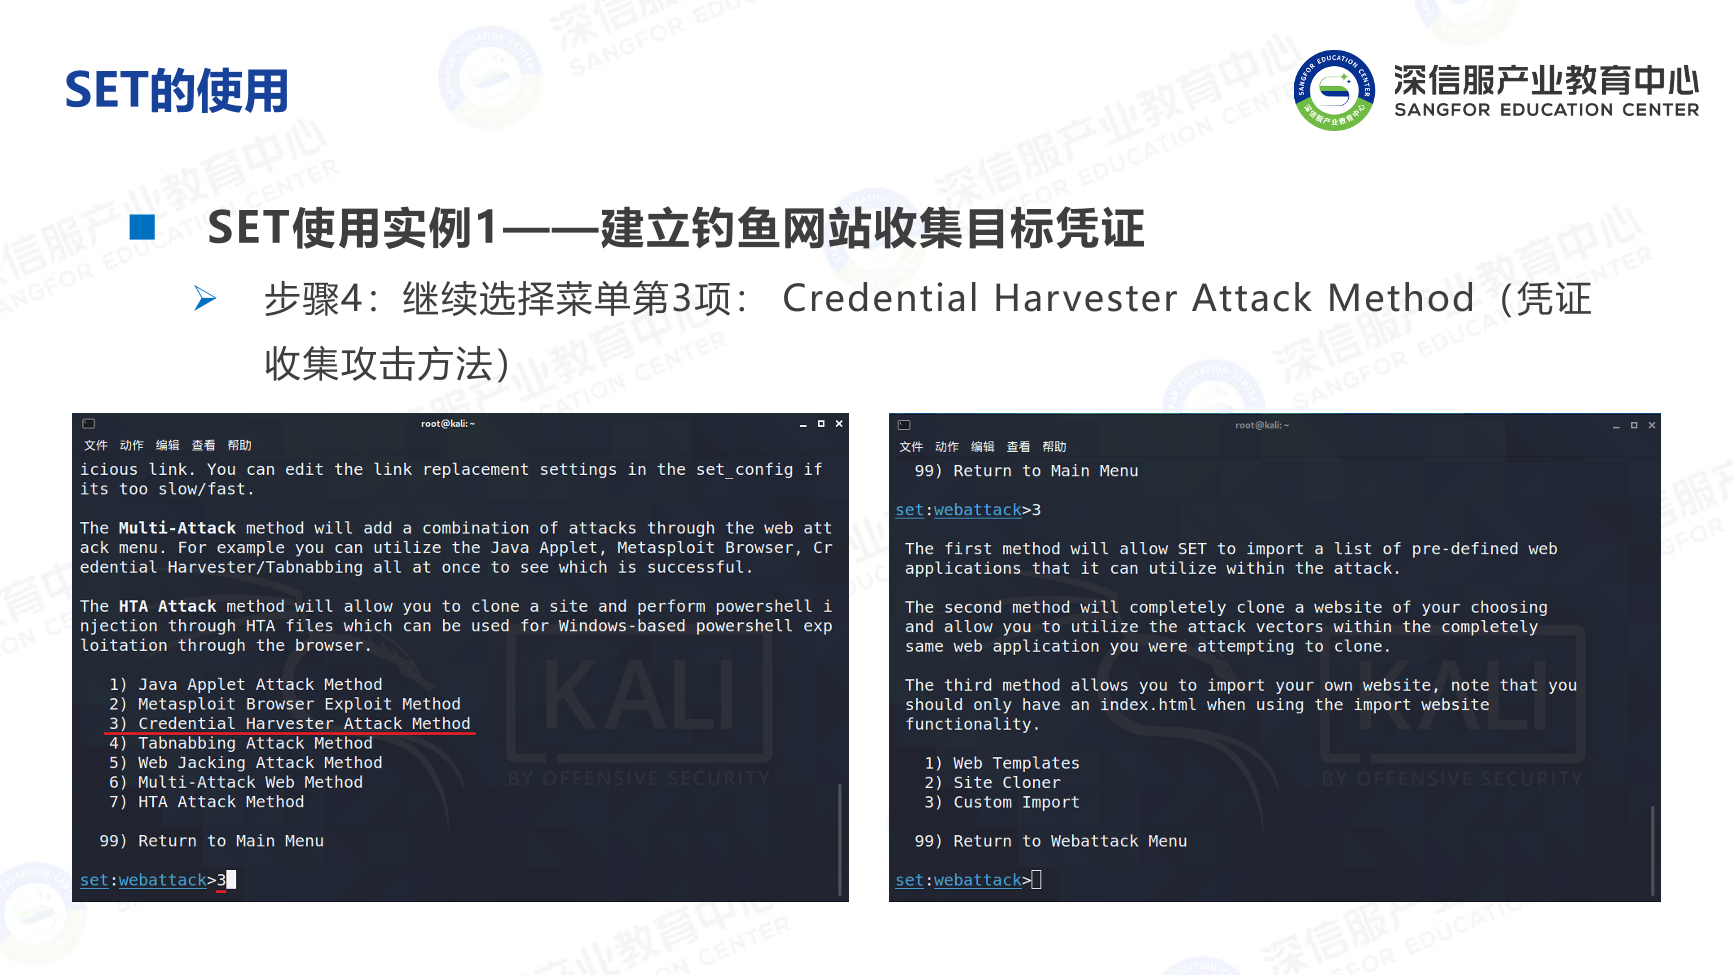 SET的使用
深信服产业教育中心
SANGFOR EDUCATION CENTER
SET使用实例1——建立钓鱼网站收集目标凭证
步骤4：继续选择菜单第3项： Credential Harvester Attack Method（凭证
收集攻击方法）
root@kali: ~
文件 动作 编辑 查看 帮助
icious link. You can edit the link replacement settings in the set_config if
its too slow/fast.
The Multi-Attack method will add a combination of attacks through the web att
ack menu. For example you can utilize the Java Applet, Metasploit Browser, Cr
edential Harvester/Tabnabbing all at once to see which is successful.
The HTA Attack method will allow you to clone a site and perform powershell i
njection through HTA files which can be used for Windows-based powershell exp
loitation through the browser.
1) Java Applet Attack Method
2) Metasploit Browser Exploit Method
3) Credential Harvester Attack Method
4) Tabnabbing Attack Method
5) Web Jacking Attack Method
6) Multi-Attack Web Method
7) HTA Attack Method
99) Return to Main Menu
set:webattack>3
KALI
BY OFFENSIVE SECURITY
root@kali: ~
文件 动作 编辑 查看 帮助
99) Return to Main Menu
set:webattack>3
The first method will allow SET to import a list of pre-defined web
applications that it can utilize within the attack.
The second method will completely clone a website of your choosing
and allow you to utilize the attack vectors within the completely
same web application you were attempting to clone.
The third method allows you to import your own website, note that you
should only have an index.html when using the import website
functionality.
1) Web Templates
2) Site Cloner
3) Custom Import
99) Return to Webattack Menu
set:webattack>
KALI
BY OFFENSIVE SECURITY